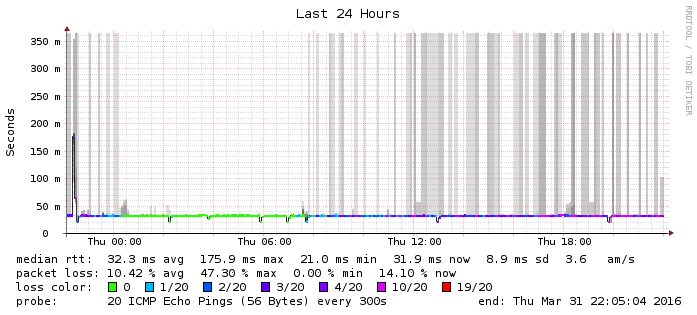 Last 24 Hours
RRDTOOL / TOBI OETIKER
Seconds
350 m
300 m
250 m
200 m
150 m
100 m
50 m
0
Thu 00:00 Thu 06:00 Thu 12:00 Thu 18:00
median rtt: 32.3 ms avg 175.9 ms max 21.0 ms min 31.9 ms now 8.9 ms sd 3.6 am/s
packet loss: 10.42 % avg 47.30 % max 0.00 % min 14.10 % now
loss color: 0 1/20 2/20 3/20 4/20 10/20 19/20
probe: 20 ICMP Echo Pings (56 Bytes) every 300s end: Thu Mar 31 22:05:04 2016